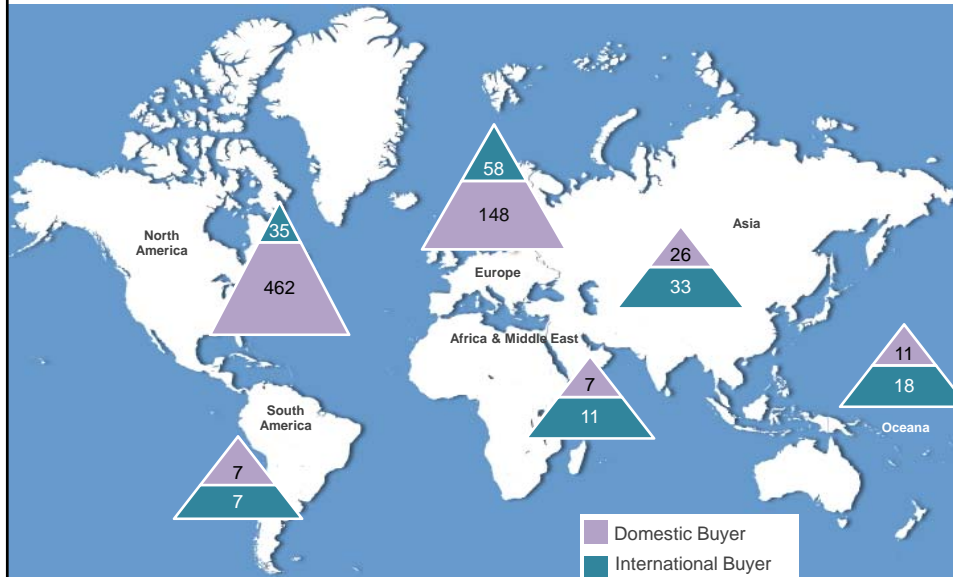 58
148
North
America
35
462
Asia
26
33
Europe
Africa & Middle East
7
11
11
18
Oceana
South
America
7
7
Domestic Buyer
International Buyer